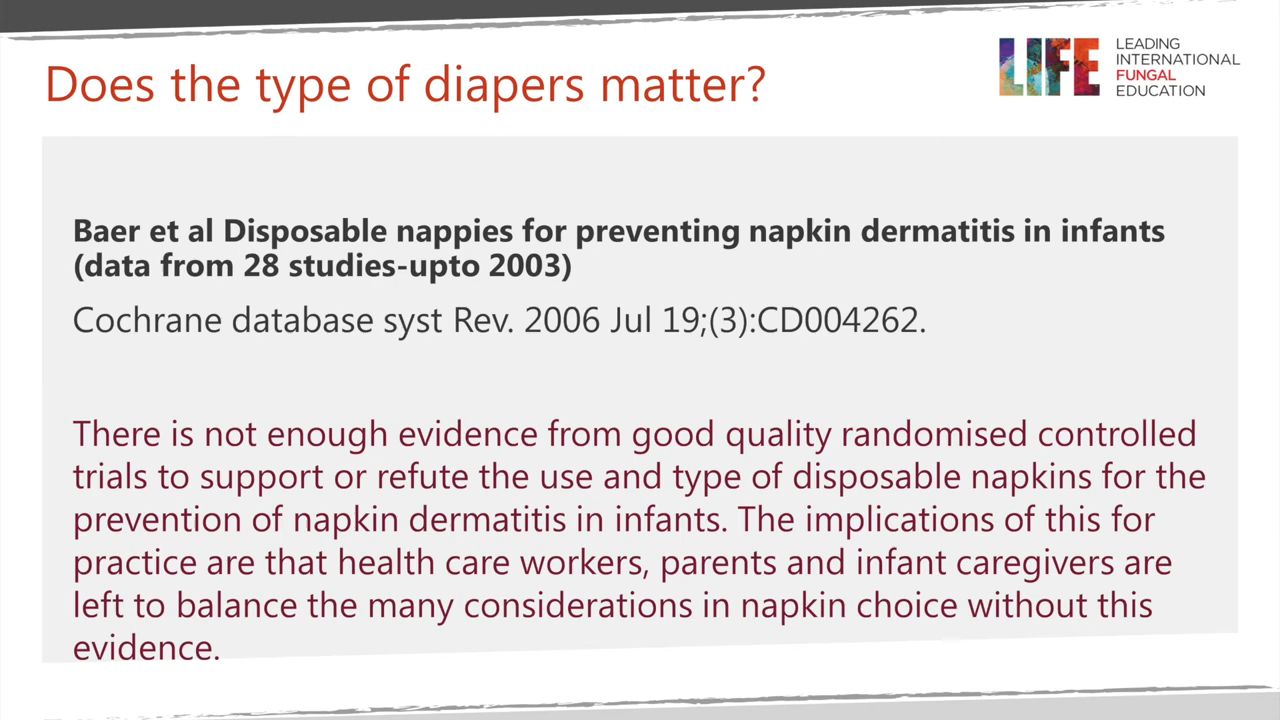 Does the type of diapers matter?
LIFE
LEADING
INTERNATIONAL
FUNGAL
EDUCATION
Baer et al Disposable nappies for preventing napkin dermatitis in infants
(data from 28 studies-upto 2003)
Cochrane database syst Rev. 2006 Jul 19;(3):CD004262.
There is not enough evidence from good quality randomised controlled
trials to support or refute the use and type of disposable napkins for the
prevention of napkin dermatitis in infants. The implications of this for
practice are that health care workers, parents and infant caregivers are
left to balance the many considerations in napkin choice without this
evidence.